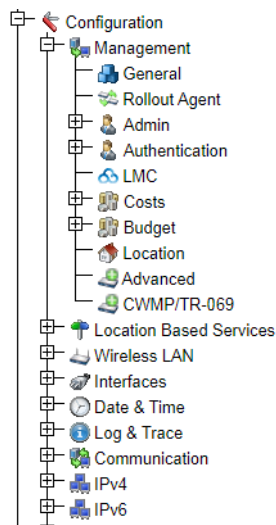 Configuration
Management
General
Rollout Agent
Admin
Authentication
LMC
Costs
Budget
Location
Advanced
CWMP/TR-069
Location Based Services
Wireless LAN
Interfaces
Date & Time
Log & Trace
Communication
IPv4
IPv6